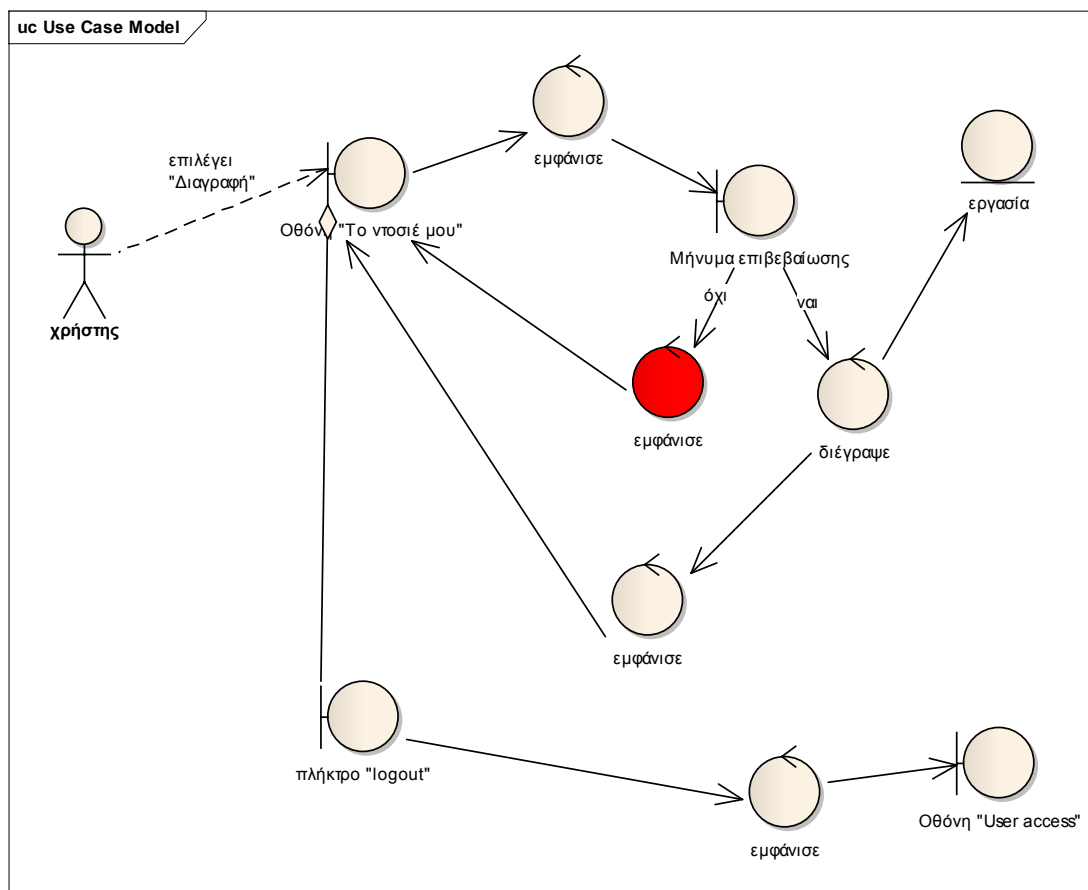 uc Use Case Model
εμφάνισε
επιλέγει
"Διαγραφή"
εργασία
Οθόνη "Το ντοσιέ μου"
Μήνυμα επιβεβαίωσης
όχι
ναι
χρήστης
εμφάνισε
διέγραψε
εμφάνισε
πλήκτρο "logout"
Οθόνη "User access"
εμφάνισε